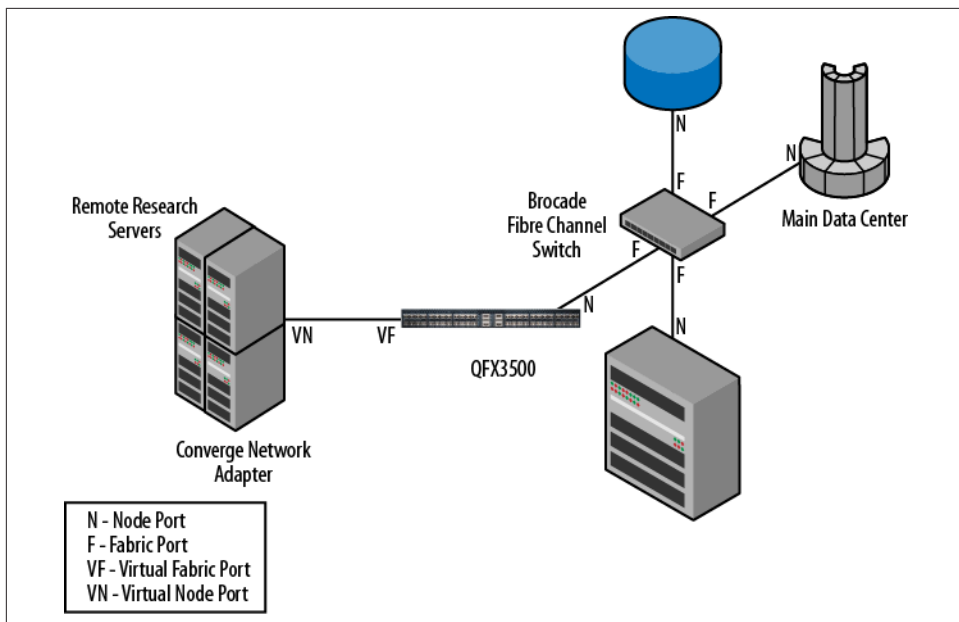 N
N
F
F
Main Data Center
Brocade
Fibre Channel
Switch
F
F
Remote Research
Servers
N
N
VN
VF
QFX3500
Converge Network
Adapter
N - Node Port
F - Fabric Port
VF - Virtual Fabric Port
VN - Virtual Node Port